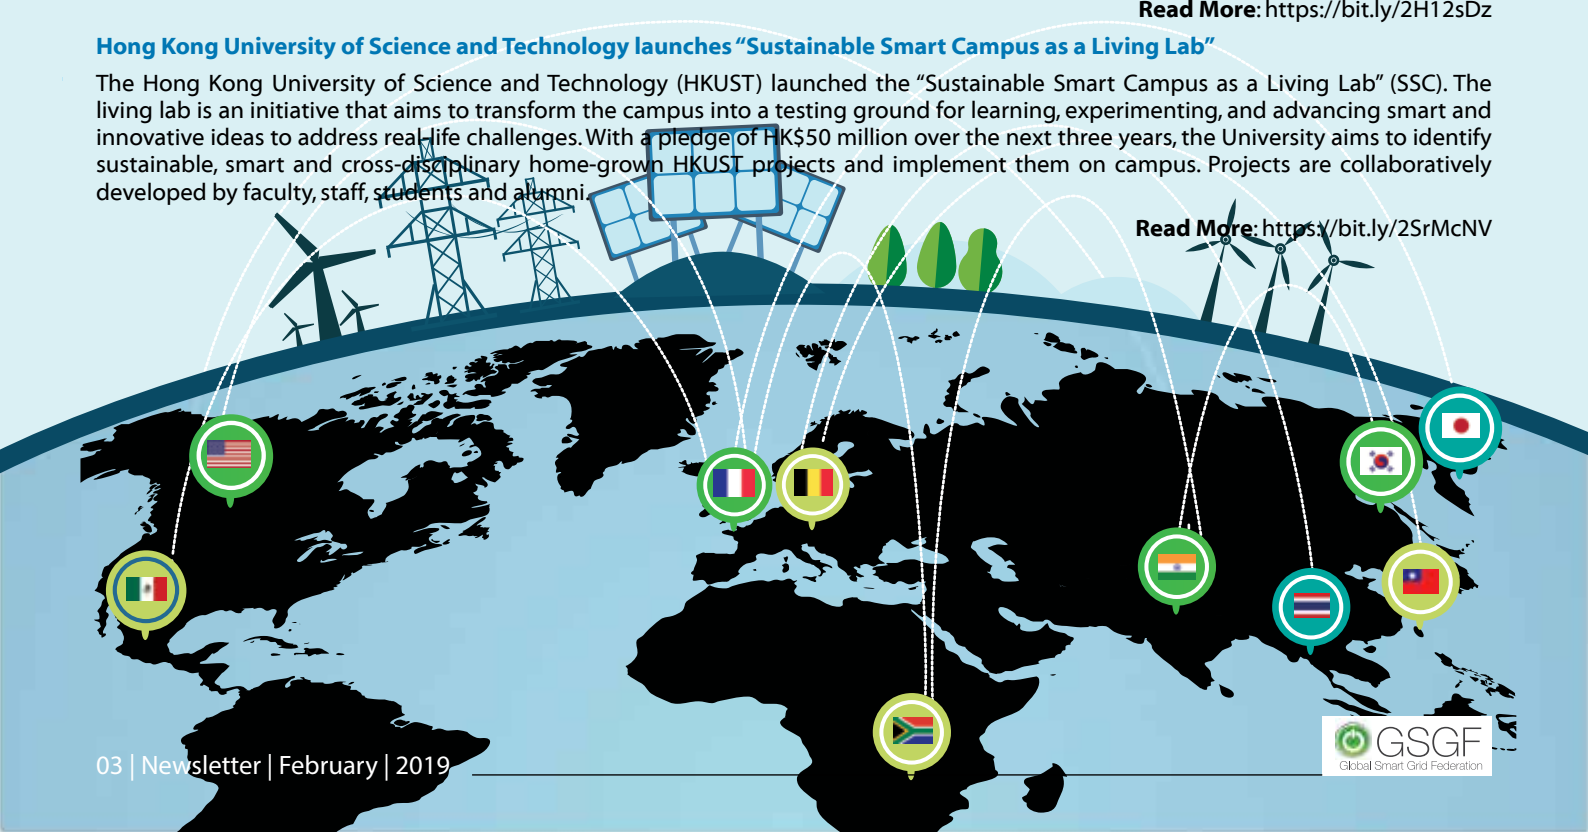 Read More: https://bit.ly/2H12sDz
Hong Kong University of Science and Technology launches “Sustainable Smart Campus as a Living Lab”
The Hong Kong University of Science and Technology (HKUST) launched the “Sustainable Smart Campus as a Living Lab” (SSC). The
living lab is an initiative that aims to transform the campus into a testing ground for learning, experimenting, and advancing smart and
innovative ideas to address real-life challenges. With a pledge of HK$50 million over the next three years, the University aims to identify
sustainable, smart and cross-disciplinary home-grown HKUST projects and implement them on campus. Projects are collaboratively
developed by faculty, staff, students and alumni.
Read More: https://bit.ly/2SrMcNV
03 | Newsletter | February | 2019
GSGF
Global Smart Grid Federation